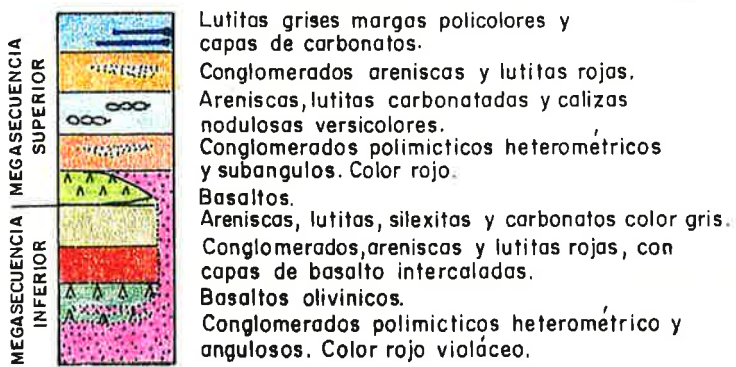 MEGASECUENCIA SUPERIOR
Lutitas grises margas policolores y
capas de carbonatos.
Conglomerados areniscas y lutitas rojas.
Areniscas, lutitas carbonatadas y calizas
nodulosas versicolores.
Conglomerados polimicticos heterométricos
y subangulos. Color rojo.
Basaltos.
MEGASECUENCIA INFERIOR
Areniscas, lutitas, silexitas y carbonatos color gris.
Conglomerados, areniscas y lutitas rojas, con
capas de basalto intercaladas.
Basaltos olivinicos.
Conglomerados polimicticos heterométrico y
angulosos. Color rojo violáceo.